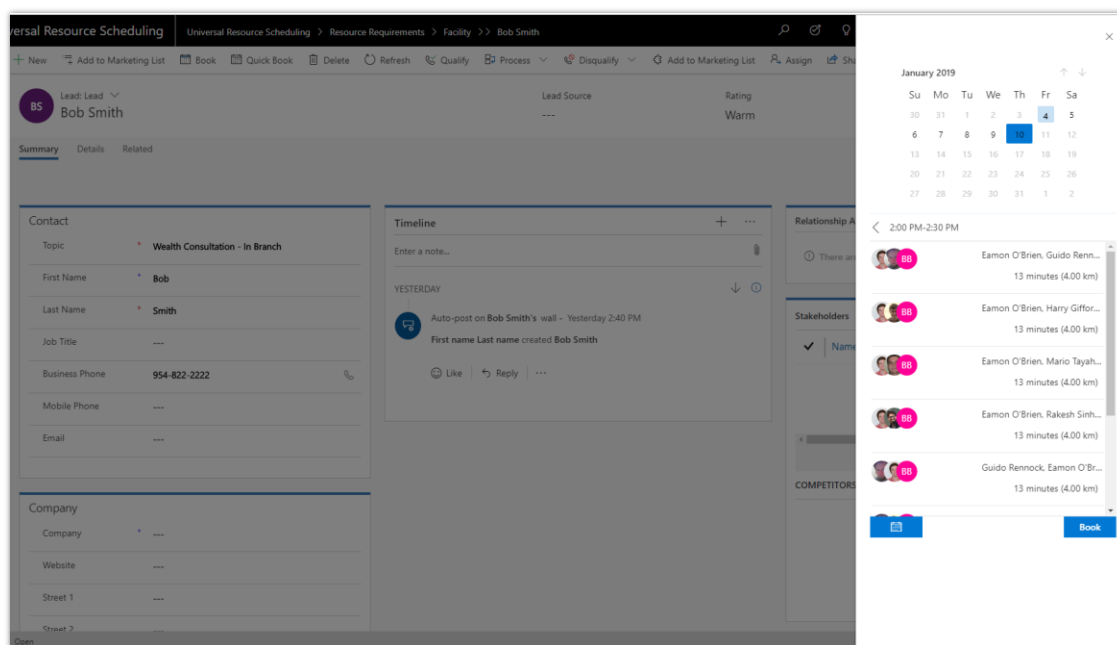 versal Resource Scheduling Universal Resource Scheduling > Resource Requirements > Facility >> Bob Smith
New Add to Marketing List Book Quick Book Delete Refresh Qualify Process Disqualify Add to Marketing List Assign Sha
BS Lead: Lead
Bob Smith
Lead Source
---
Rating
Warm
Summary Details Related
Contact
Topic * Wealth Consultation - In Branch
First Name * Bob
Last Name * Smith
Job Title ---
Business Phone 954-822-2222
Mobile Phone ---
Email ---
Company
Company * ---
Website ---
Street 1 ---
Street 2
Open
Timeline
Enter a note...
YESTERDAY
Auto-post on Bob Smith's wall - Yesterday 2:40 PM
First name Last name created Bob Smith
Like Reply ...
Relationship A
There ar
Stakeholders
Name
COMPETITORS
January 2019
Su Mo Tu We Th Fr Sa
30 31 1 2 3 4 5
6 7 8 9 10 11 12
13 14 15 16 17 18 19
20 21 22 23 24 25 26
27 28 29 30 31 1 2
2:00 PM-2:30 PM
BB Eamon O'Brien, Guido Renn...
13 minutes (4.00 km)
BB Eamon O'Brien, Harry Giffor...
13 minutes (4.00 km)
BB Eamon O'Brien, Mario Tayah...
13 minutes (4.00 km)
BB Eamon O'Brien, Rakesh Sinh...
13 minutes (4.00 km)
BB Guido Rennock, Eamon O'Br...
13 minutes (4.00 km)
Book